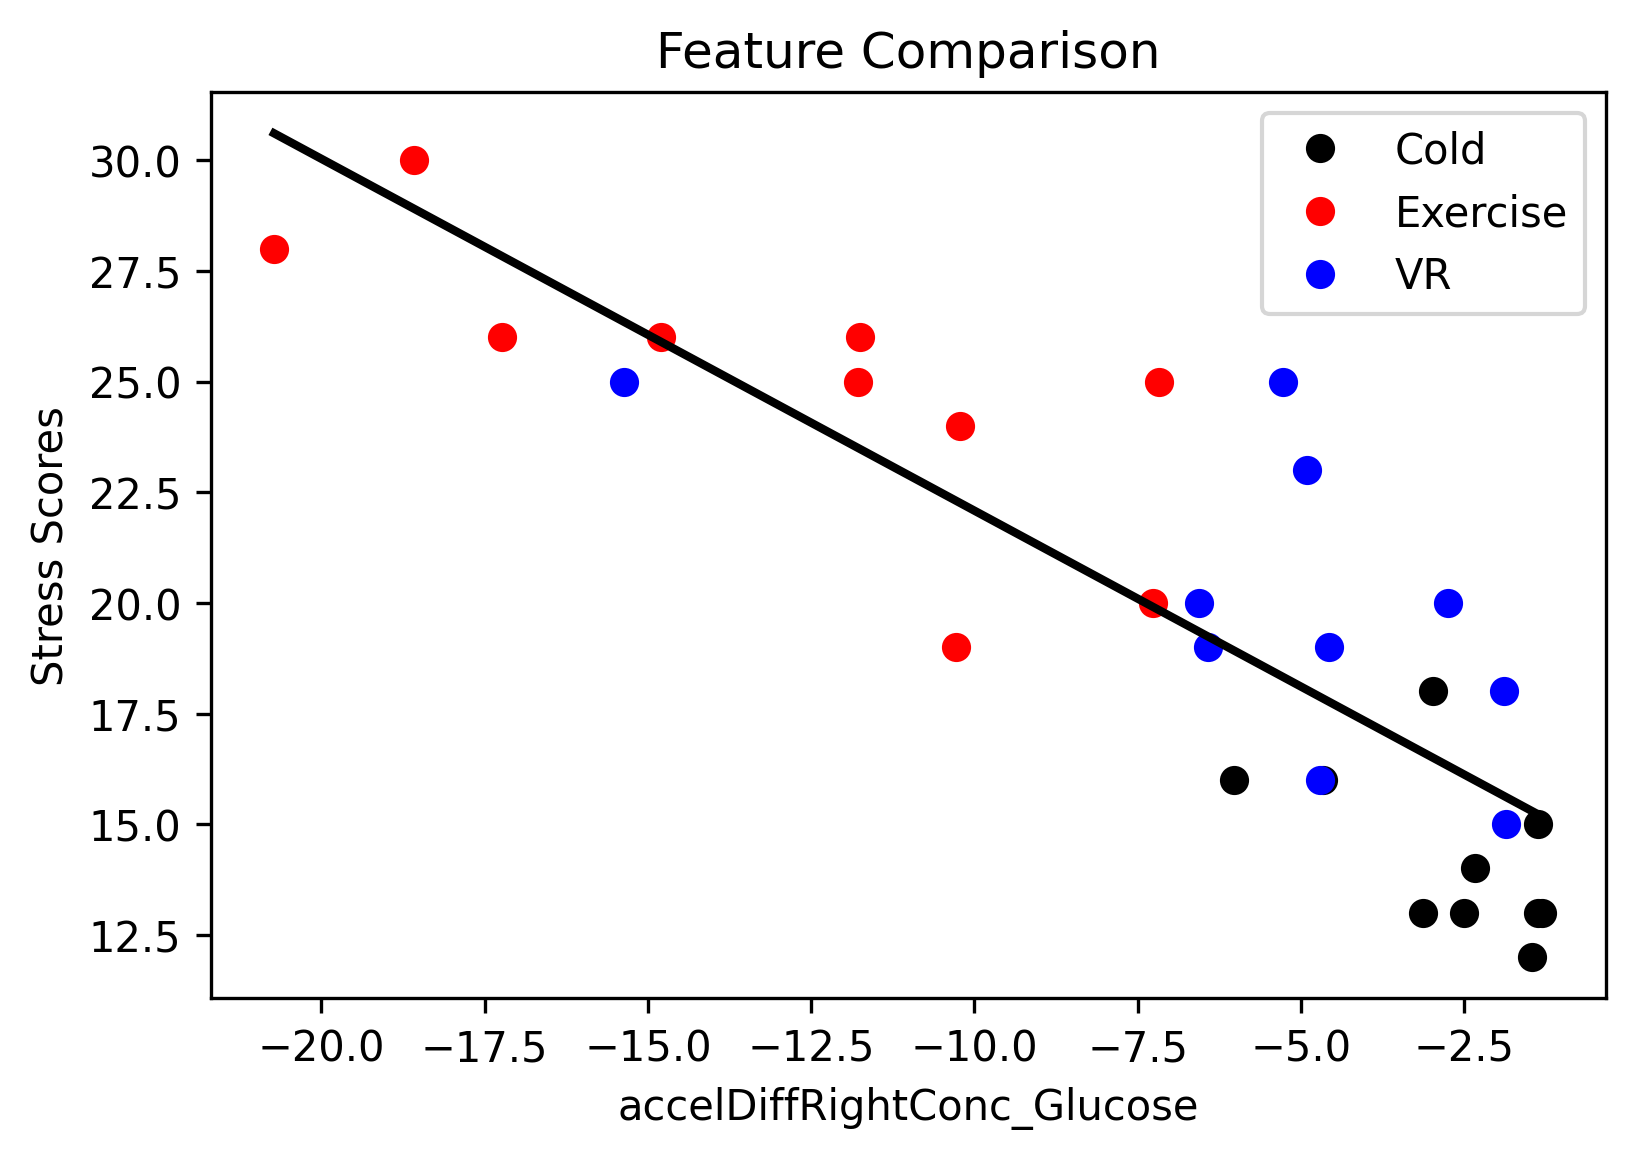 Feature Comparison
Cold
Exercise
VR
30.0
27.5
25.0
22.5
20.0
17.5
15.0
12.5
Stress Scores
−20.0 −17.5 −15.0 −12.5 −10.0 −7.5 −5.0 −2.5
accelDiffRightConc_Glucose